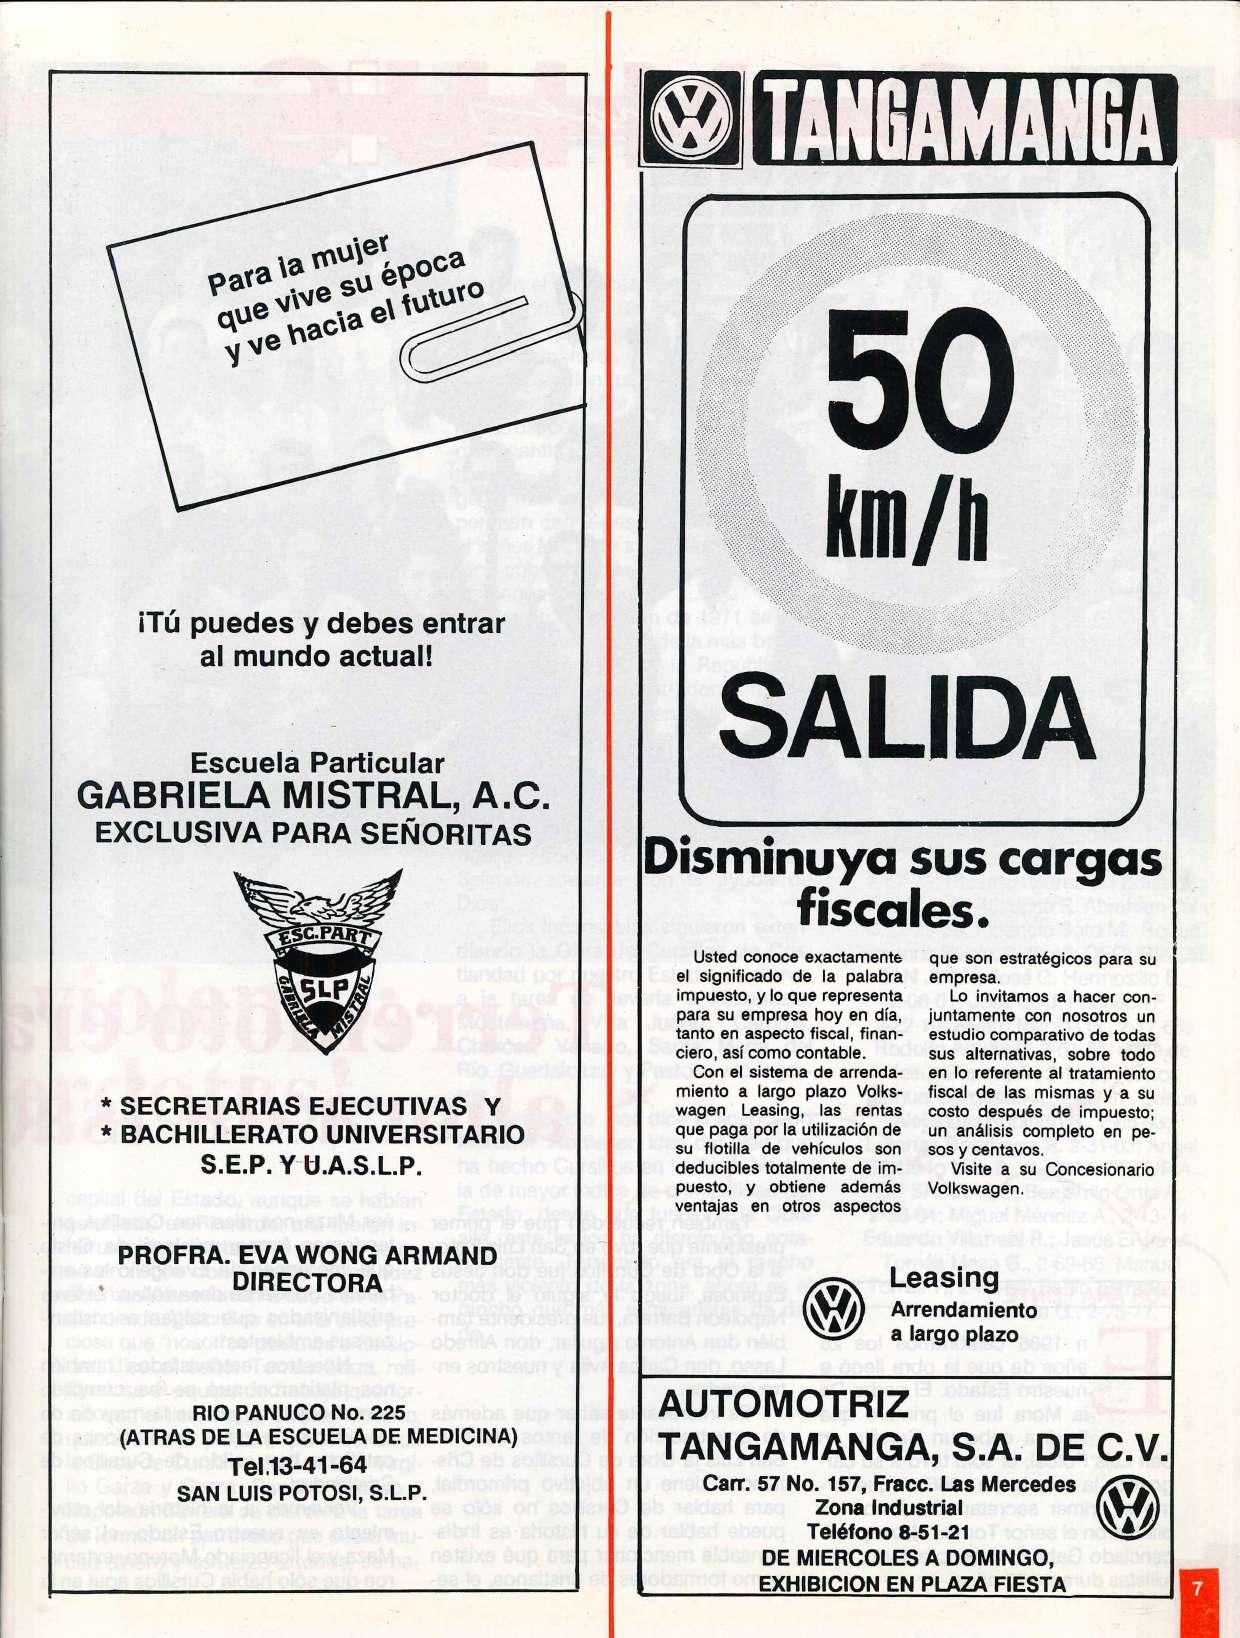 Para la mujer
que vive su época
y ve hacia el futuro
¡Tú puedes y debes entrar
al mundo actual!
Escuela Particular
GABRIELA MISTRAL, A.C.
EXCLUSIVA PARA SEÑORITAS
ESC. PART
SLP
GABRIELA MISTRAL
* SECRETARIAS EJECUTIVAS Y
* BACHILLERATO UNIVERSITARIO
S.E.P. Y U.A.S.L.P.
PROFRA. EVA WONG ARMAND
DIRECTORA
RIO PANUCO No. 225
(ATRAS DE LA ESCUELA DE MEDICINA)
Tel.13-41-64
SAN LUIS POTOSI, S.L.P.
TANGAMANGA
50
km/h
SALIDA
Disminuya sus cargas
fiscales.
Usted conoce exactamente
el significado de la palabra
impuesto, y lo que representa
para su empresa hoy en día,
tanto en aspecto fiscal, finan-
ciero, así como contable.
Con el sistema de arrenda-
miento a largo plazo Volks-
wagen Leasing, las rentas
que paga por la utilización de
su flotilla de vehículos son
deducibles totalmente de im-
puesto, y obtiene además
ventajas en otros aspectos
que son estratégicos para su
empresa.
Lo invitamos a hacer con-
juntamente con nosotros un
estudio comparativo de todas
sus alternativas, sobre todo
en lo referente al tratamiento
fiscal de las mismas y a su
costo después de impuesto;
un análisis completo en pe-
sos y centavos.
Visite a su Concesionario
Volkswagen.
Leasing
Arrendamiento
a largo plazo
AUTOMOTRIZ
TANGAMANGA, S.A. DE C.V.
Carr. 57 No. 157, Fracc. Las Mercedes
Zona Industrial
Teléfono 8-51-21
DE MIERCOLES A DOMINGO,
EXHIBICION EN PLAZA FIESTA
7